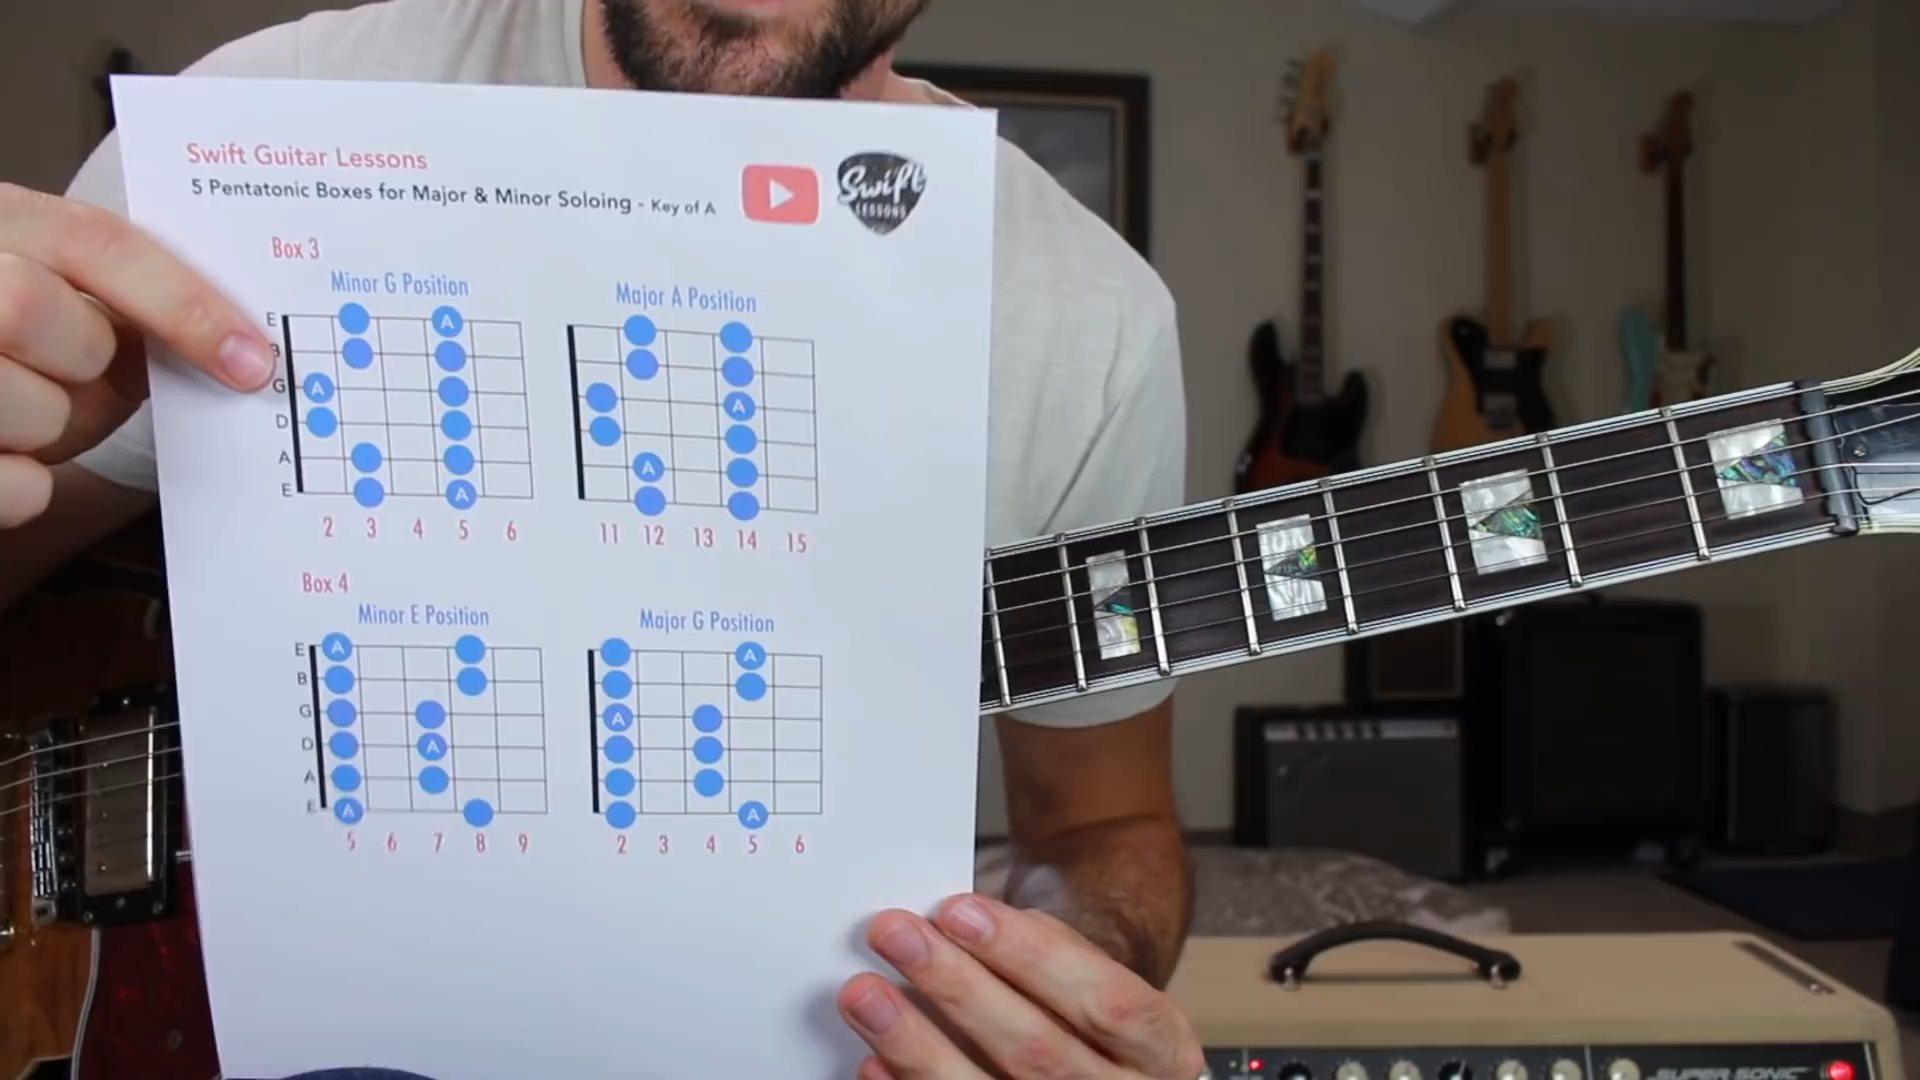 Swift Guitar Lessons
5 Pentatonic Boxes for Major & Minor Soloing - Key of A
Swift
LESSONS
Box 3
Minor G Position
E
B
G
D
A
E
A
A
A
2 3 4 5 6
Major A Position
A
A
11 12 13 14 15
Box 4
Minor E Position
E
B
G
D
A
E
A
A
A
5 6 7 8 9
Major G Position
A
A
A
2 3 4 5 6
SUPER-SONIC